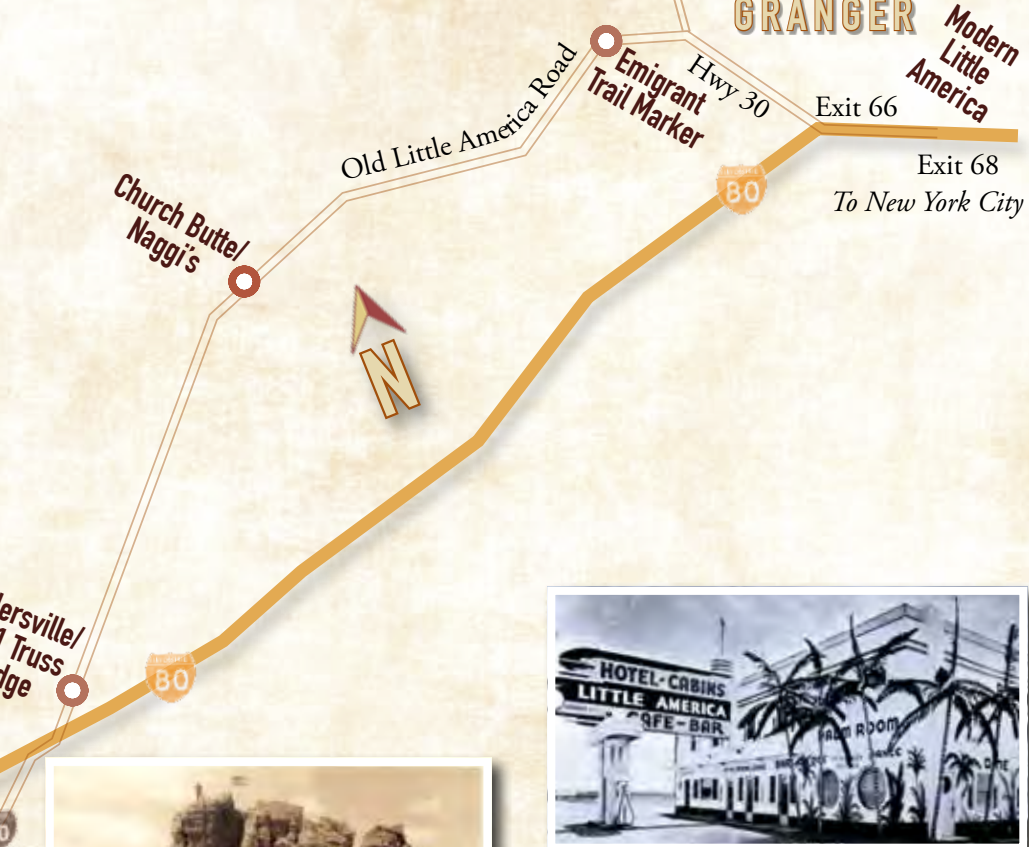 GRANGER
Modern
Little
America
Emigrant
Trail Marker
Hwy 30
Exit 66
Old Little America Road
Exit 68
To New York City
80
Church Butte/
Naggi's
N
Truss
80
HOTEL-CABINS
LITTLE AMERICA
CAFE-BAR
PALM ROOM